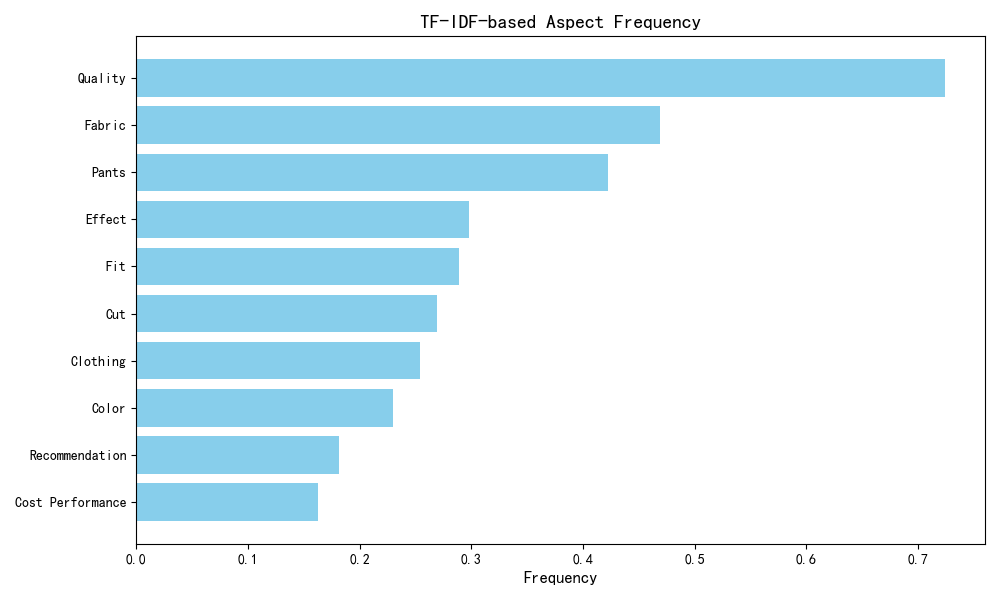 TF-IDF-based Aspect Frequency
Quality
Fabric
Pants
Effect
Fit
Cut
Clothing
Color
Recommendation
Cost Performance
0.0 0.1 0.2 0.3 0.4 0.5 0.6 0.7
Frequency